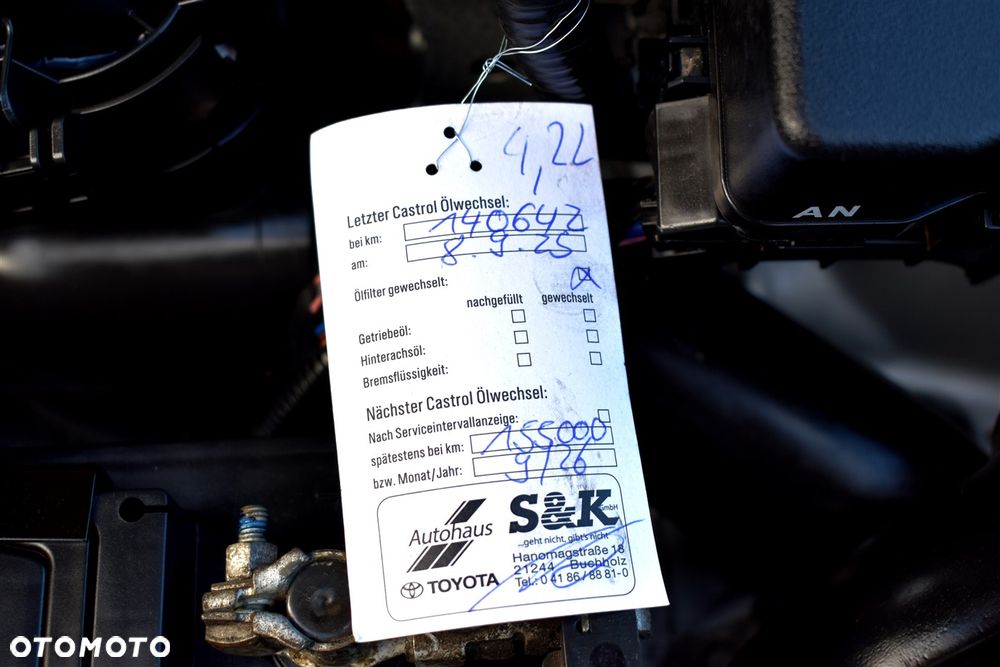 4,2L
Letzter Castrol Ölwechsel:
bei km: 140642
am: 8.9.25
Ölfilter gewechselt:
nachgefüllt gewechselt
Getriebeöl:
Hinterachsöl:
Bremsflüssigkeit:
Nächster Castrol Ölwechsel:
Nach Serviceintervallanzeige:
spätestens bei km: 155000
bzw. Monat/Jahr: 9/26
Autohaus S&K GmbH
...geht nicht, gibt's nicht
Hanomagstraße 18
21244 Buchholz
TOYOTA Tel.: 0 41 86 / 88 81-0
AN
OTOMOTO